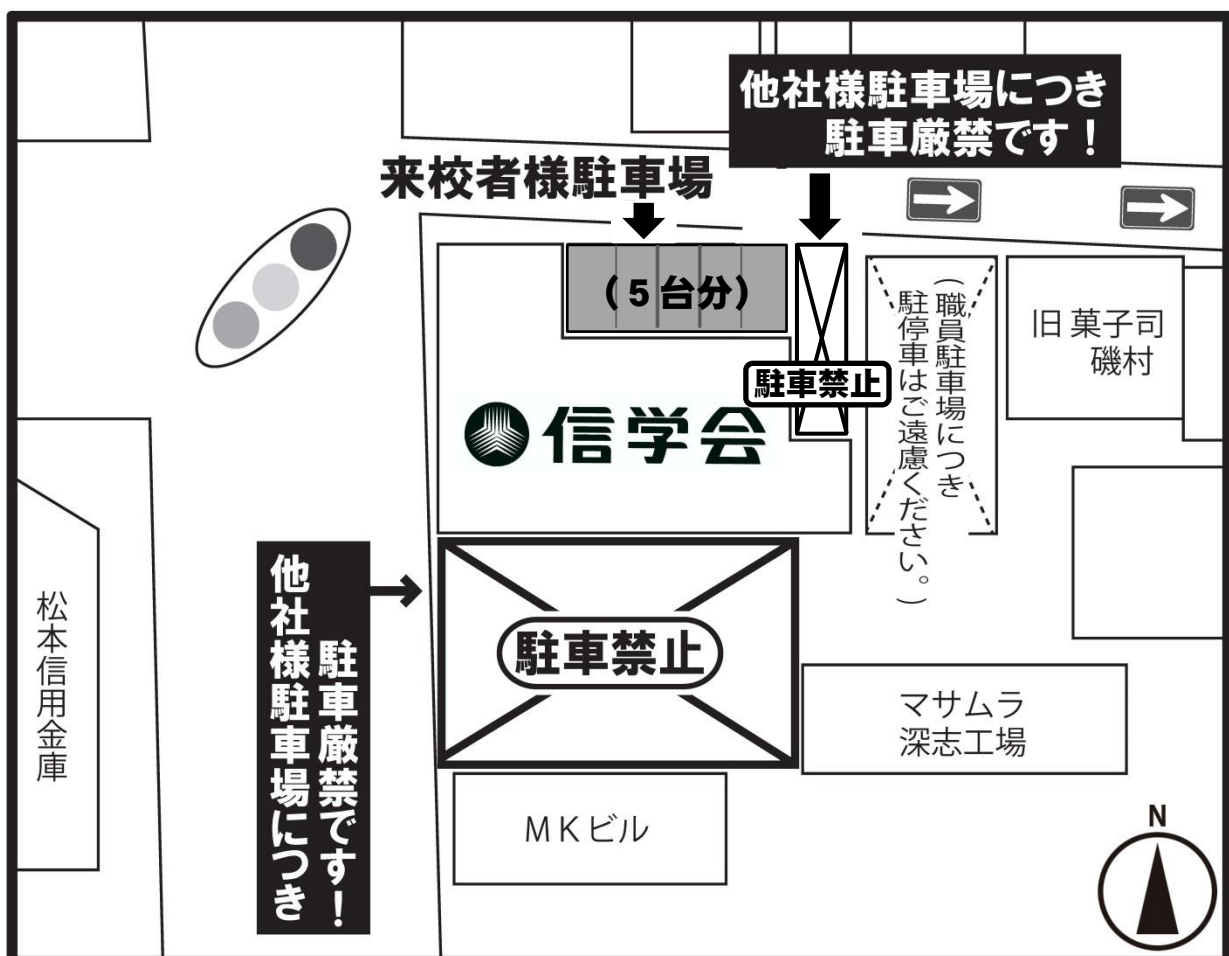 他社様駐車場につき
駐車厳禁です！
来校者様駐車場
（５台分）
駐車禁止
（職員駐車場につき
駐停車はご遠慮ください。）
旧 菓子司
磯村
信学会
他社様駐車場につき
駐車厳禁です！
駐車禁止
松本信用金庫
マサムラ
深志工場
ＭＫビル
N